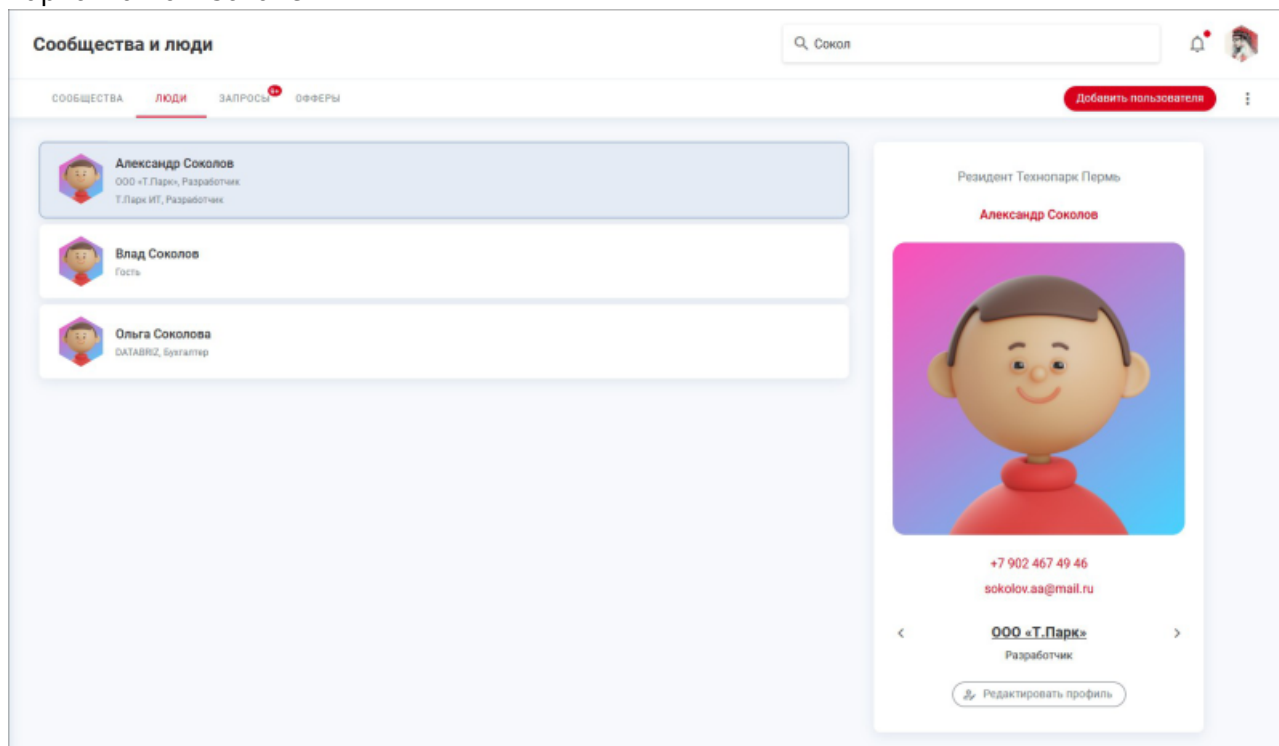 Сообщества и люди
Сокол
СООБЩЕСТВА ЛЮДИ ЗАПРОСЫ ОФФЕРЫ
Добавить пользователя
Александр Соколов
ООО «Т.Парк», Разработчик
Т.Парк ИТ, Разработчик
Влад Соколов
Гость
Ольга Соколова
DATABRIZ, Бухгалтер
Резидент Технопарк Пермь
Александр Соколов
+7 902 467 49 46
sokolov.aa@mail.ru
ООО «Т.Парк»
Разработчик
Редактировать профиль